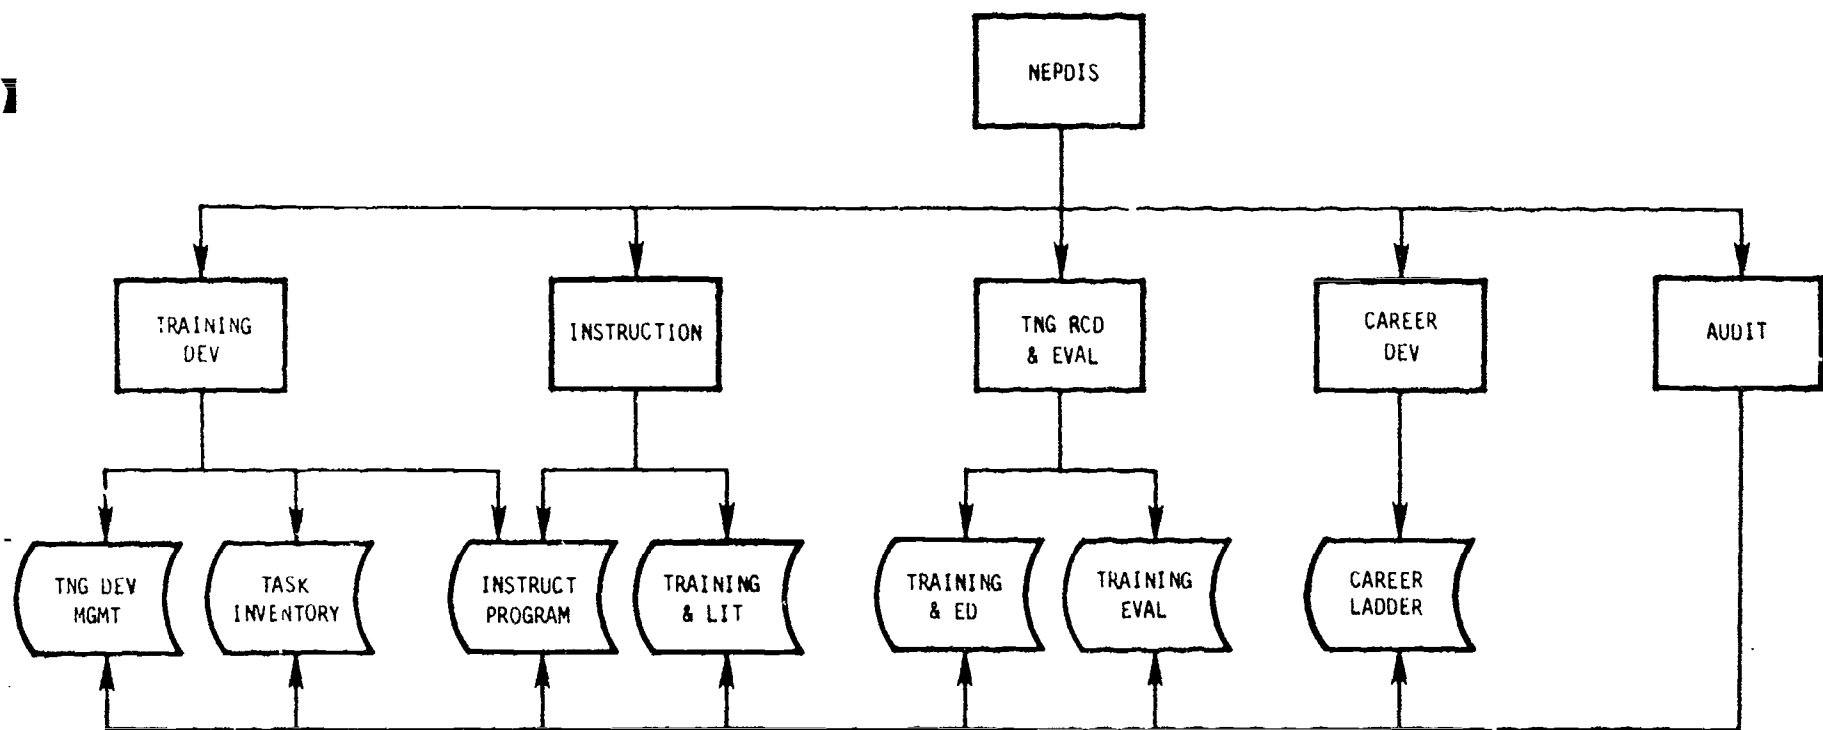 NEPDIS
TRAINING
DEV
INSTRUCTION
TNG RCD
& EVAL
CAREER
DEV
AUDIT
TNG DEV
MGMT
TASK
INVENTORY
INSTRUCT
PROGRAM
TRAINING
& LIT
TRAINING
& ED
TRAINING
EVAL
CAREER
LADDER